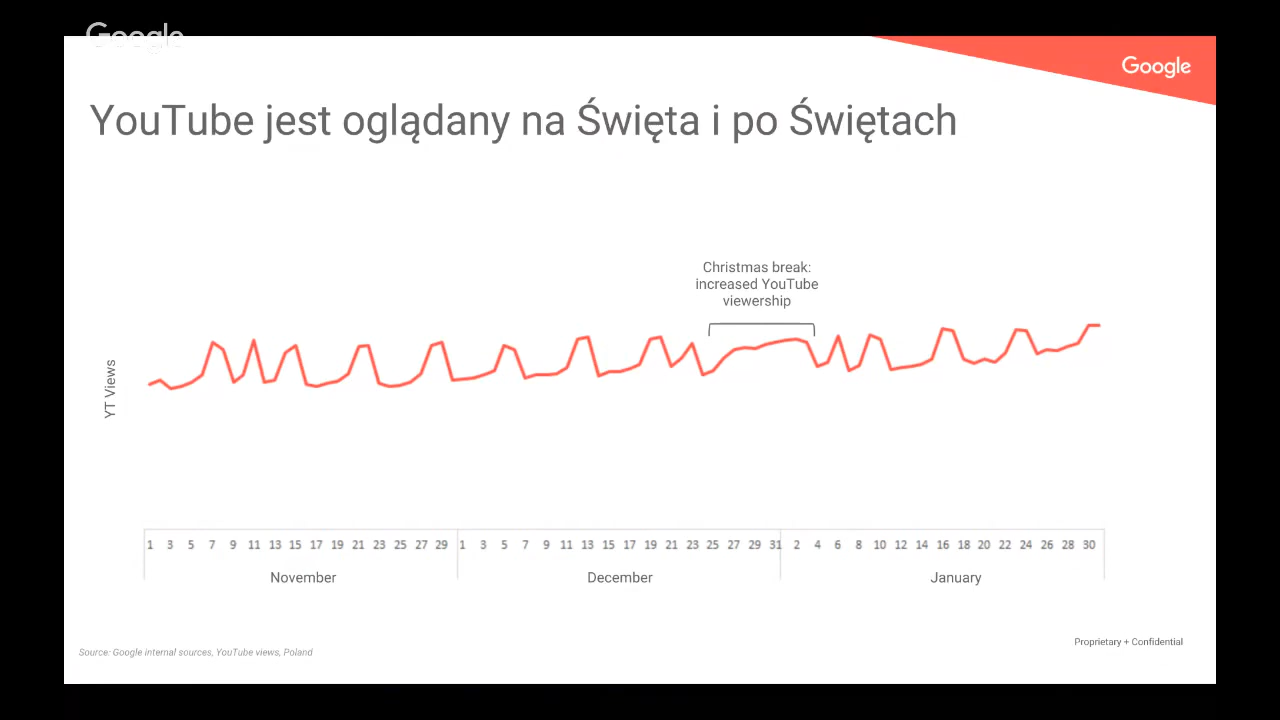 Google
Google
YouTube jest oglądany na Święta i po Świętach
Christmas break:
increased YouTube
viewership
YT Views
1 3 5 7 9 11 13 15 17 19 21 23 25 27 29 1 3 5 7 9 11 13 15 17 19 21 23 25 27 29 31 2 4 6 8 10 12 14 16 18 20 22 24 26 28 30
November December January
Proprietary + Confidential
Source: Google internal sources, YouTube views, Poland